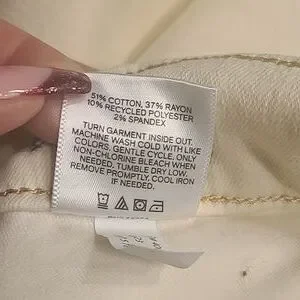 51% COTTON, 37% RAYON
10% RECYCLED POLYESTER
2% SPANDEX
TURN GARMENT INSIDE OUT.
MACHINE WASH COLD WITH LIKE
COLORS. GENTLE CYCLE. ONLY
NON-CHLORINE BLEACH WHEN
NEEDED. TUMBLE DRY LOW.
REMOVE PROMPTLY. COOL IRON
IF NEEDED.